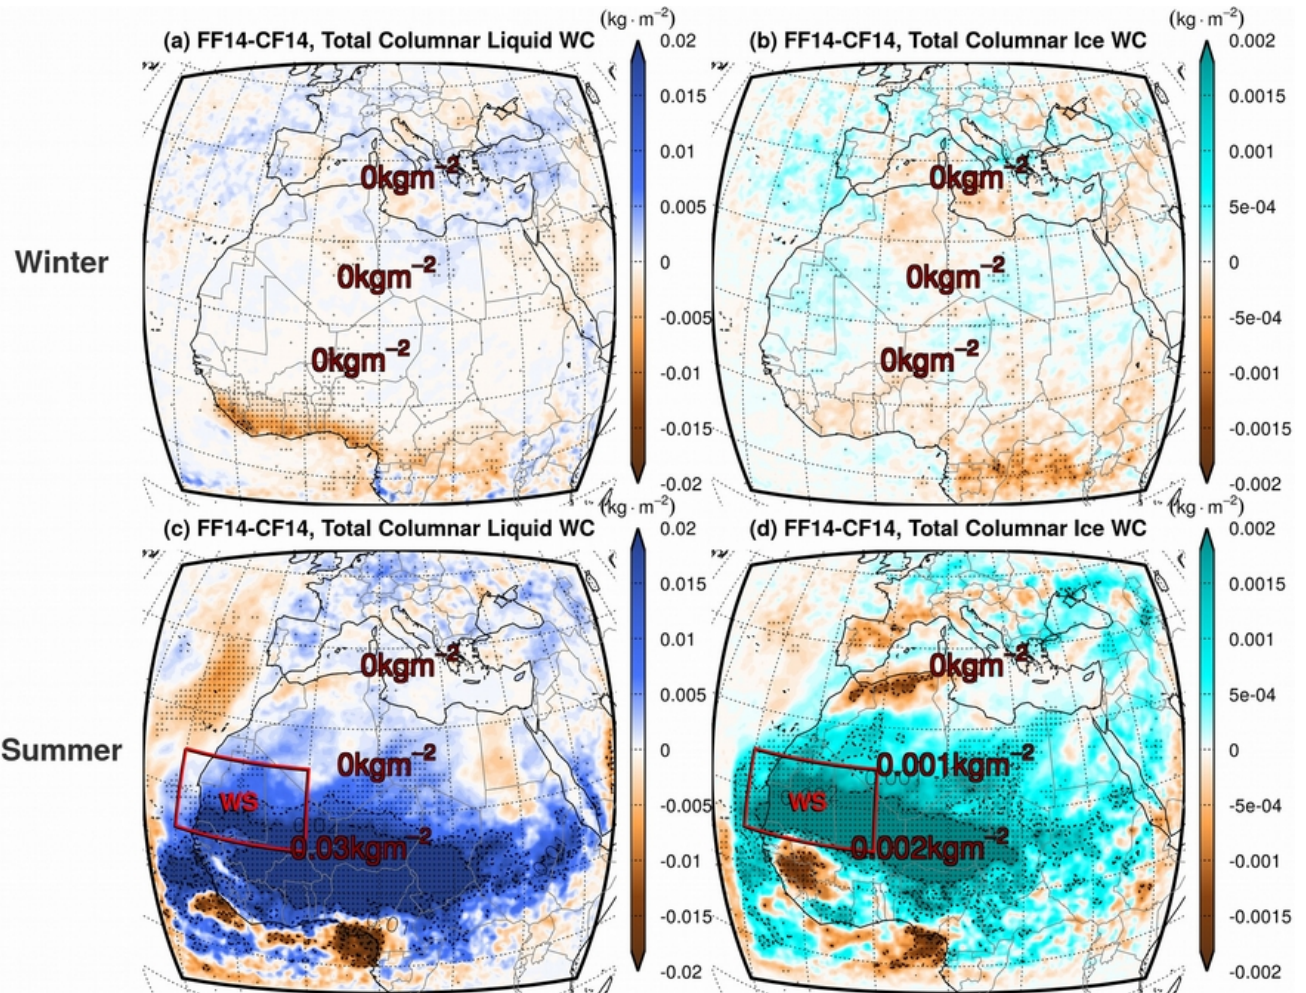 (kg · m⁻²)
(a) FF14-CF14, Total Columnar Liquid WC
0.02
0.015
0.01
0.005
0
-0.005
-0.01
-0.015
-0.02
0kgm⁻²
0kgm⁻²
0kgm⁻²
(kg · m⁻²)
(b) FF14-CF14, Total Columnar Ice WC
0.002
0.0015
0.001
5e-04
0
-5e-04
-0.001
-0.0015
-0.002
0kgm⁻²
0kgm⁻²
0kgm⁻²
Winter
(kg · m⁻²)
(c) FF14-CF14, Total Columnar Liquid WC
0.02
0.015
0.01
0.005
0
-0.005
-0.01
-0.015
-0.02
0kgm⁻²
0kgm⁻²
WS
0.03kgm⁻²
0
(kg · m⁻²)
(d) FF14-CF14, Total Columnar Ice WC
0.002
0.0015
0.001
5e-04
0
-5e-04
-0.001
-0.0015
-0.002
0kgm⁻²
0.001kgm⁻²
WS
0.002kgm⁻²
Summer